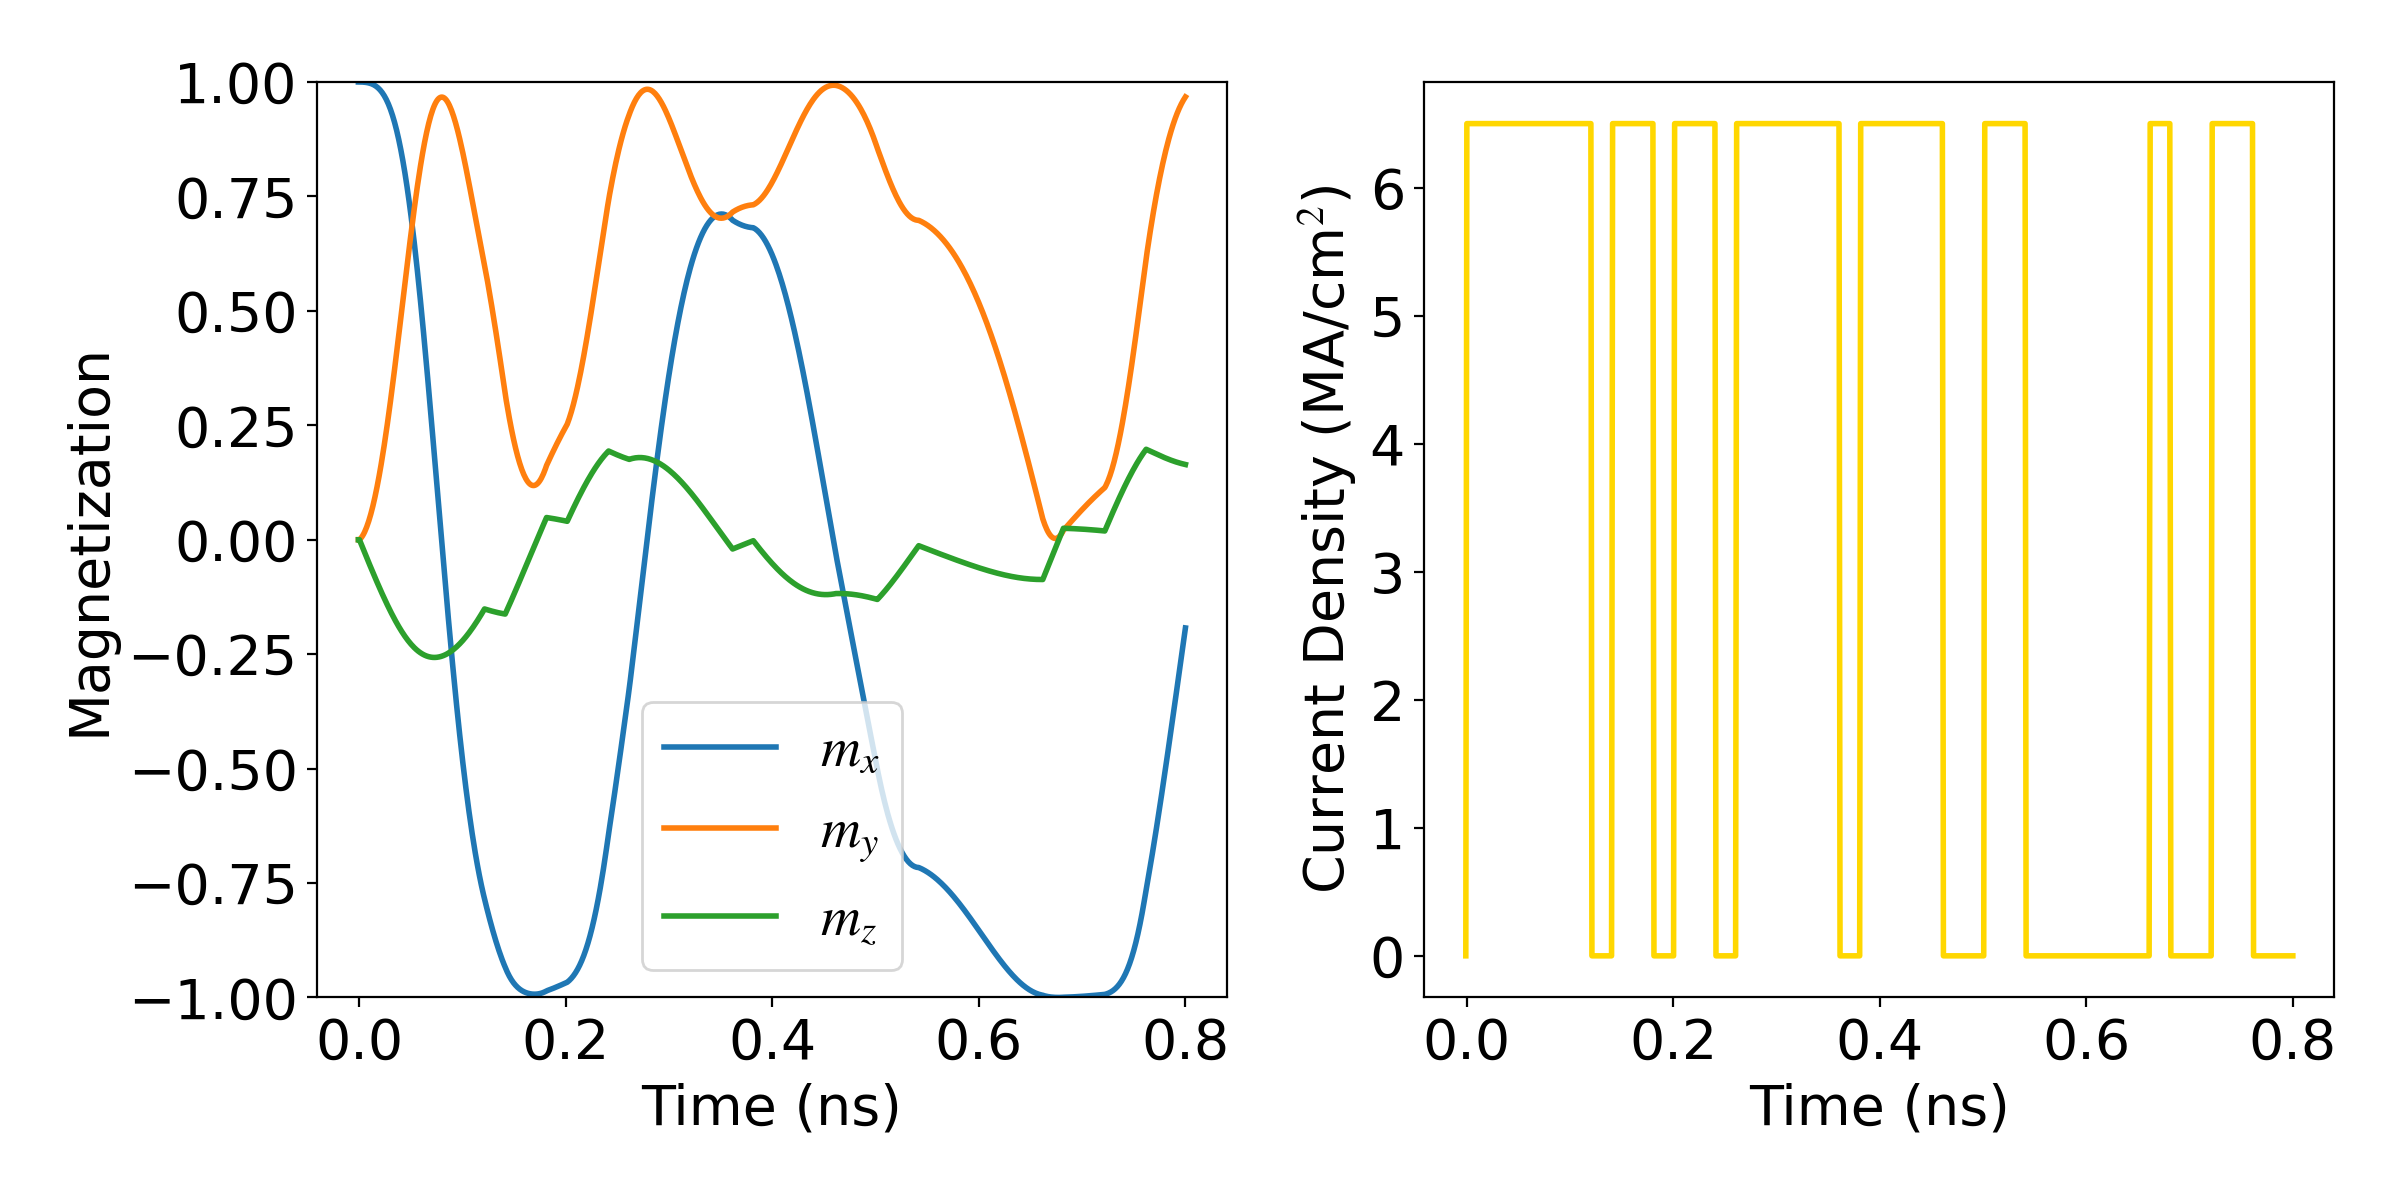 1.00
0.75
0.50
0.25
0.00
−0.25
−0.50
−0.75
−1.00
Magnetization
0.0 0.2 0.4 0.6 0.8
Time (ns)
m_x
m_y
m_z
6
5
4
3
2
1
0
Current Density (MA/cm²)
0.0 0.2 0.4 0.6 0.8
Time (ns)